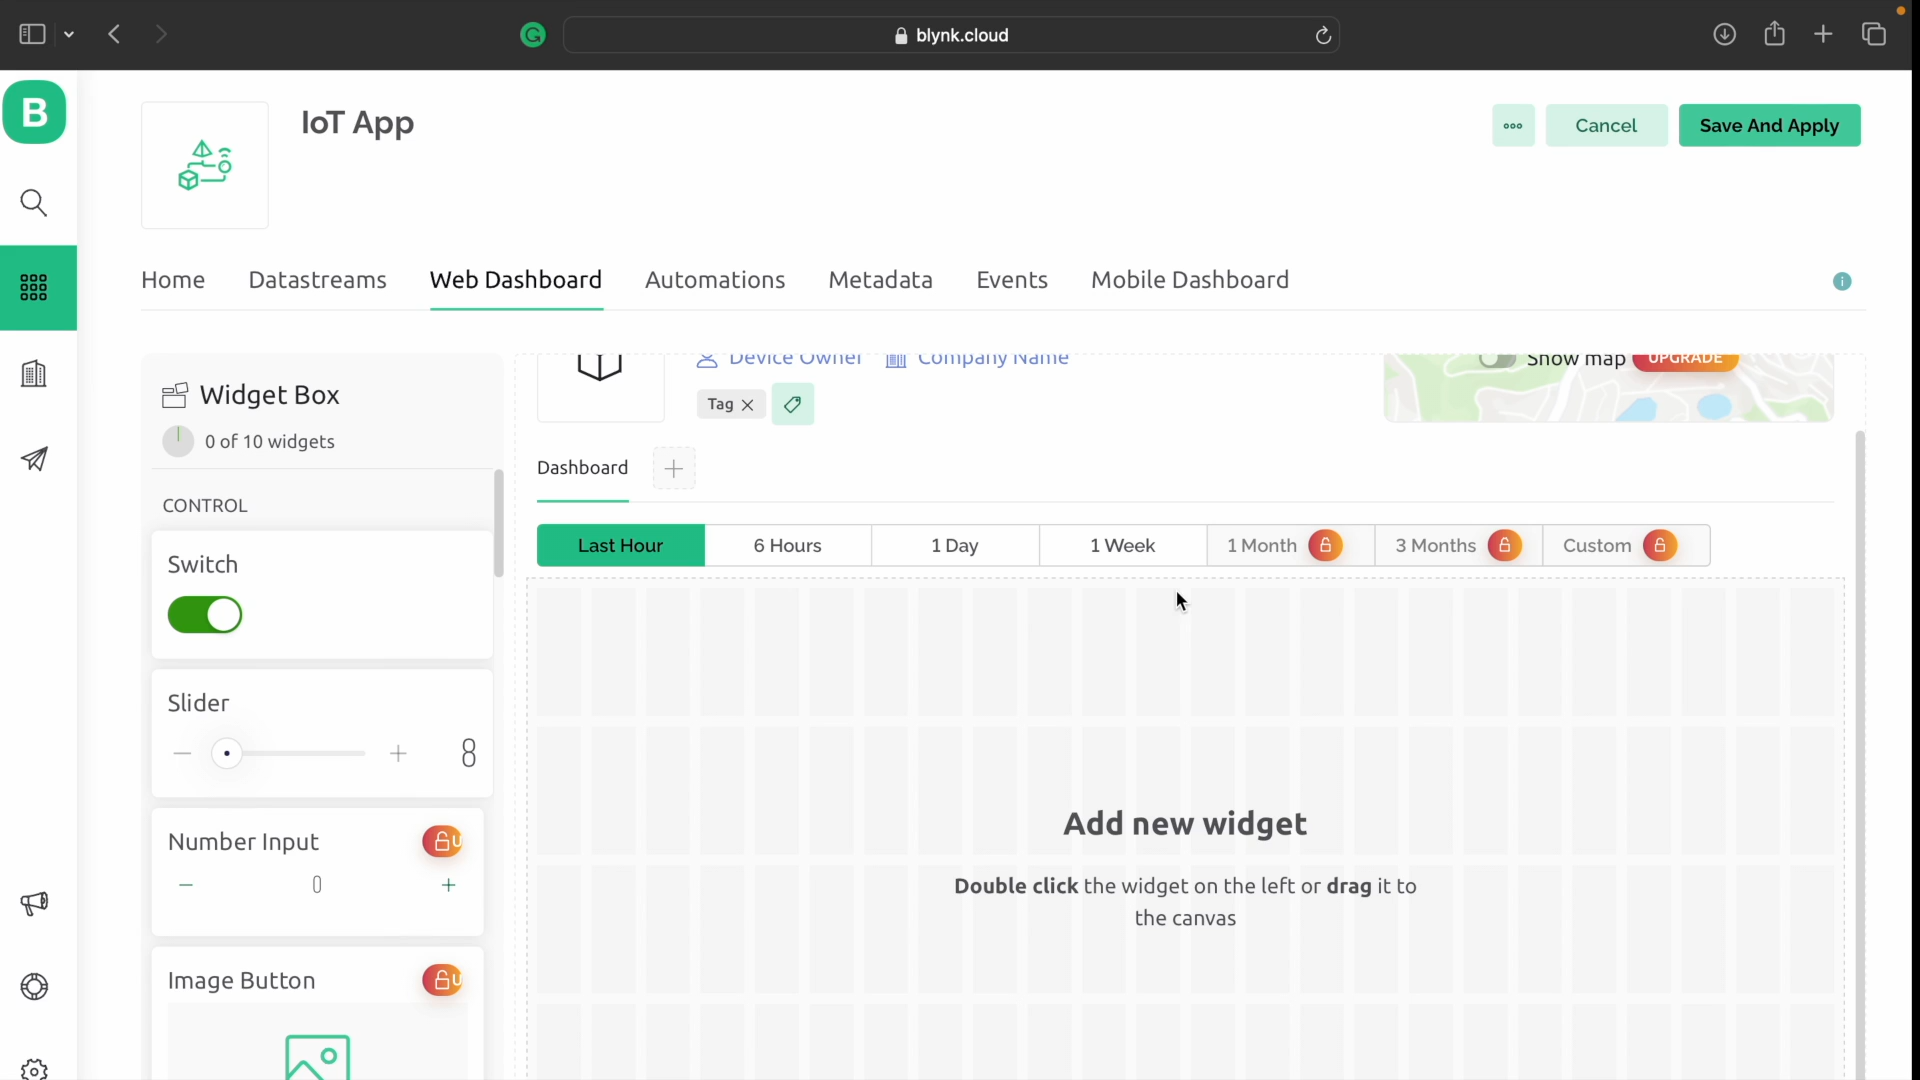 blynk.cloud
B
IoT App
Cancel
Save And Apply
Home
Datastreams
Web Dashboard
Automations
Metadata
Events
Mobile Dashboard
Widget Box
0 of 10 widgets
CONTROL
Switch
Slider
8
Number Input
U
0
Image Button
U
Device Owner
Company Name
Show map
UPGRADE
Tag
Dashboard
Last Hour
6 Hours
1 Day
1 Week
1 Month
3 Months
Custom
Add new widget
Double click the widget on the left or drag it to
the canvas